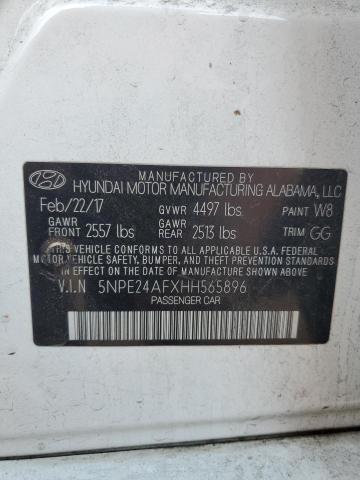 MANUFACTURED BY
HYUNDAI MOTOR MANUFACTURING ALABAMA, LLC
Feb/22/17 GVWR 4497 lbs. PAINT W8
GAWR FRONT 2557 lbs GAWR REAR 2513 lbs TRIM GG
THIS VEHICLE CONFORMS TO ALL APPLICABLE U.S. FEDERAL
MOTOR VEHICLE SAFETY, BUMPER, AND THEFT PREVENTION
STANDARDS IN EFFECT ON THE DATE OF MANUFACTURE SHOWN ABOVE.
V.I.N 5NPE24AFXHH565896
PASSENGER CAR